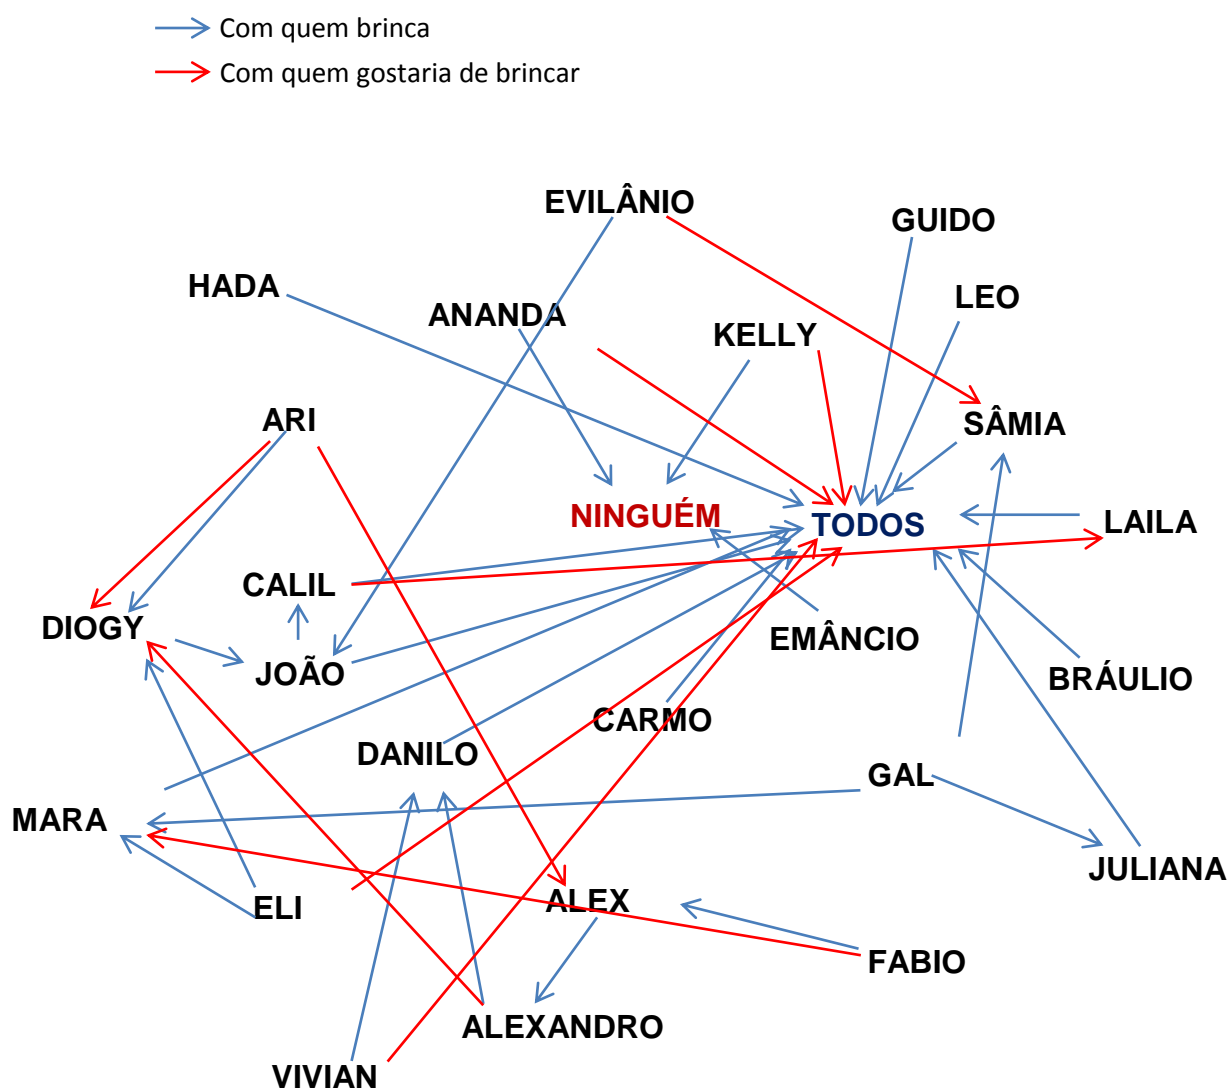 Com quem brinca
Com quem gostaria de brincar
EVILÂNIO
GUIDO
HADA
LEO
ANANDA
KELLY
ARI
SÂMIA
NINGUÉM
TODOS
LAILA
CALIL
DIOGY
EMÂNCIO
JOÃO
BRÁULIO
CARMO
DANILO
GAL
MARA
JULIANA
ELI
ALEX
FABIO
ALEXANDRO
VIVIAN